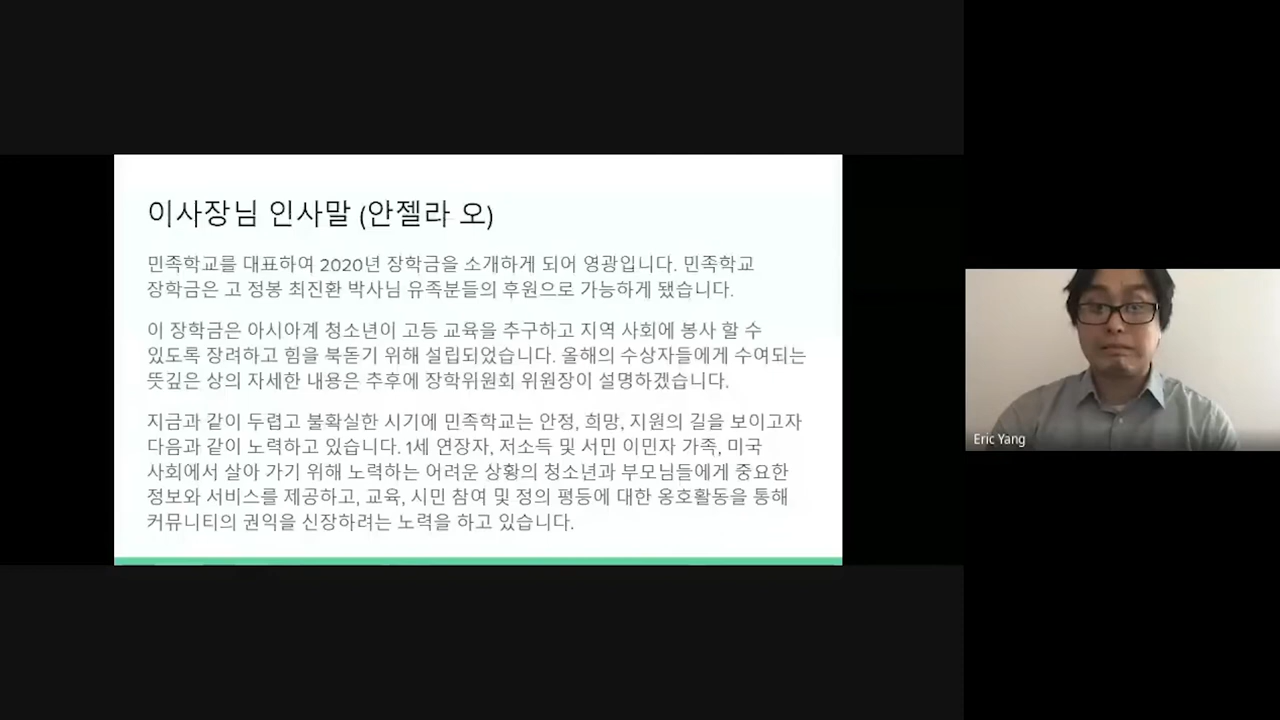 이사장님 인사말 (안젤라 오)
민족학교를 대표하여 2020년 장학금을 소개하게 되어 영광입니다. 민족학교
장학금은 고 정봉 최진환 박사님 유족분들의 후원으로 가능하게 됐습니다.
이 장학금은 아시아계 청소년이 고등 교육을 추구하고 지역 사회에 봉사 할 수
있도록 장려하고 힘을 북돋기 위해 설립되었습니다. 올해의 수상자들에게 수여되는
뜻깊은 상의 자세한 내용은 추후에 장학위원회 위원장이 설명하겠습니다.
지금과 같이 두렵고 불확실한 시기에 민족학교는 안정, 희망, 지원의 길을 보이고자
다음과 같이 노력하고 있습니다. 1세 연장자, 저소득 및 서민 이민자 가족, 미국
사회에서 살아 가기 위해 노력하는 어려운 상황의 청소년과 부모님들에게 중요한
정보와 서비스를 제공하고, 교육, 시민 참여 및 정의 평등에 대한 옹호활동을 통해
커뮤니티의 권익을 신장하려는 노력을 하고 있습니다.
Eric Yang